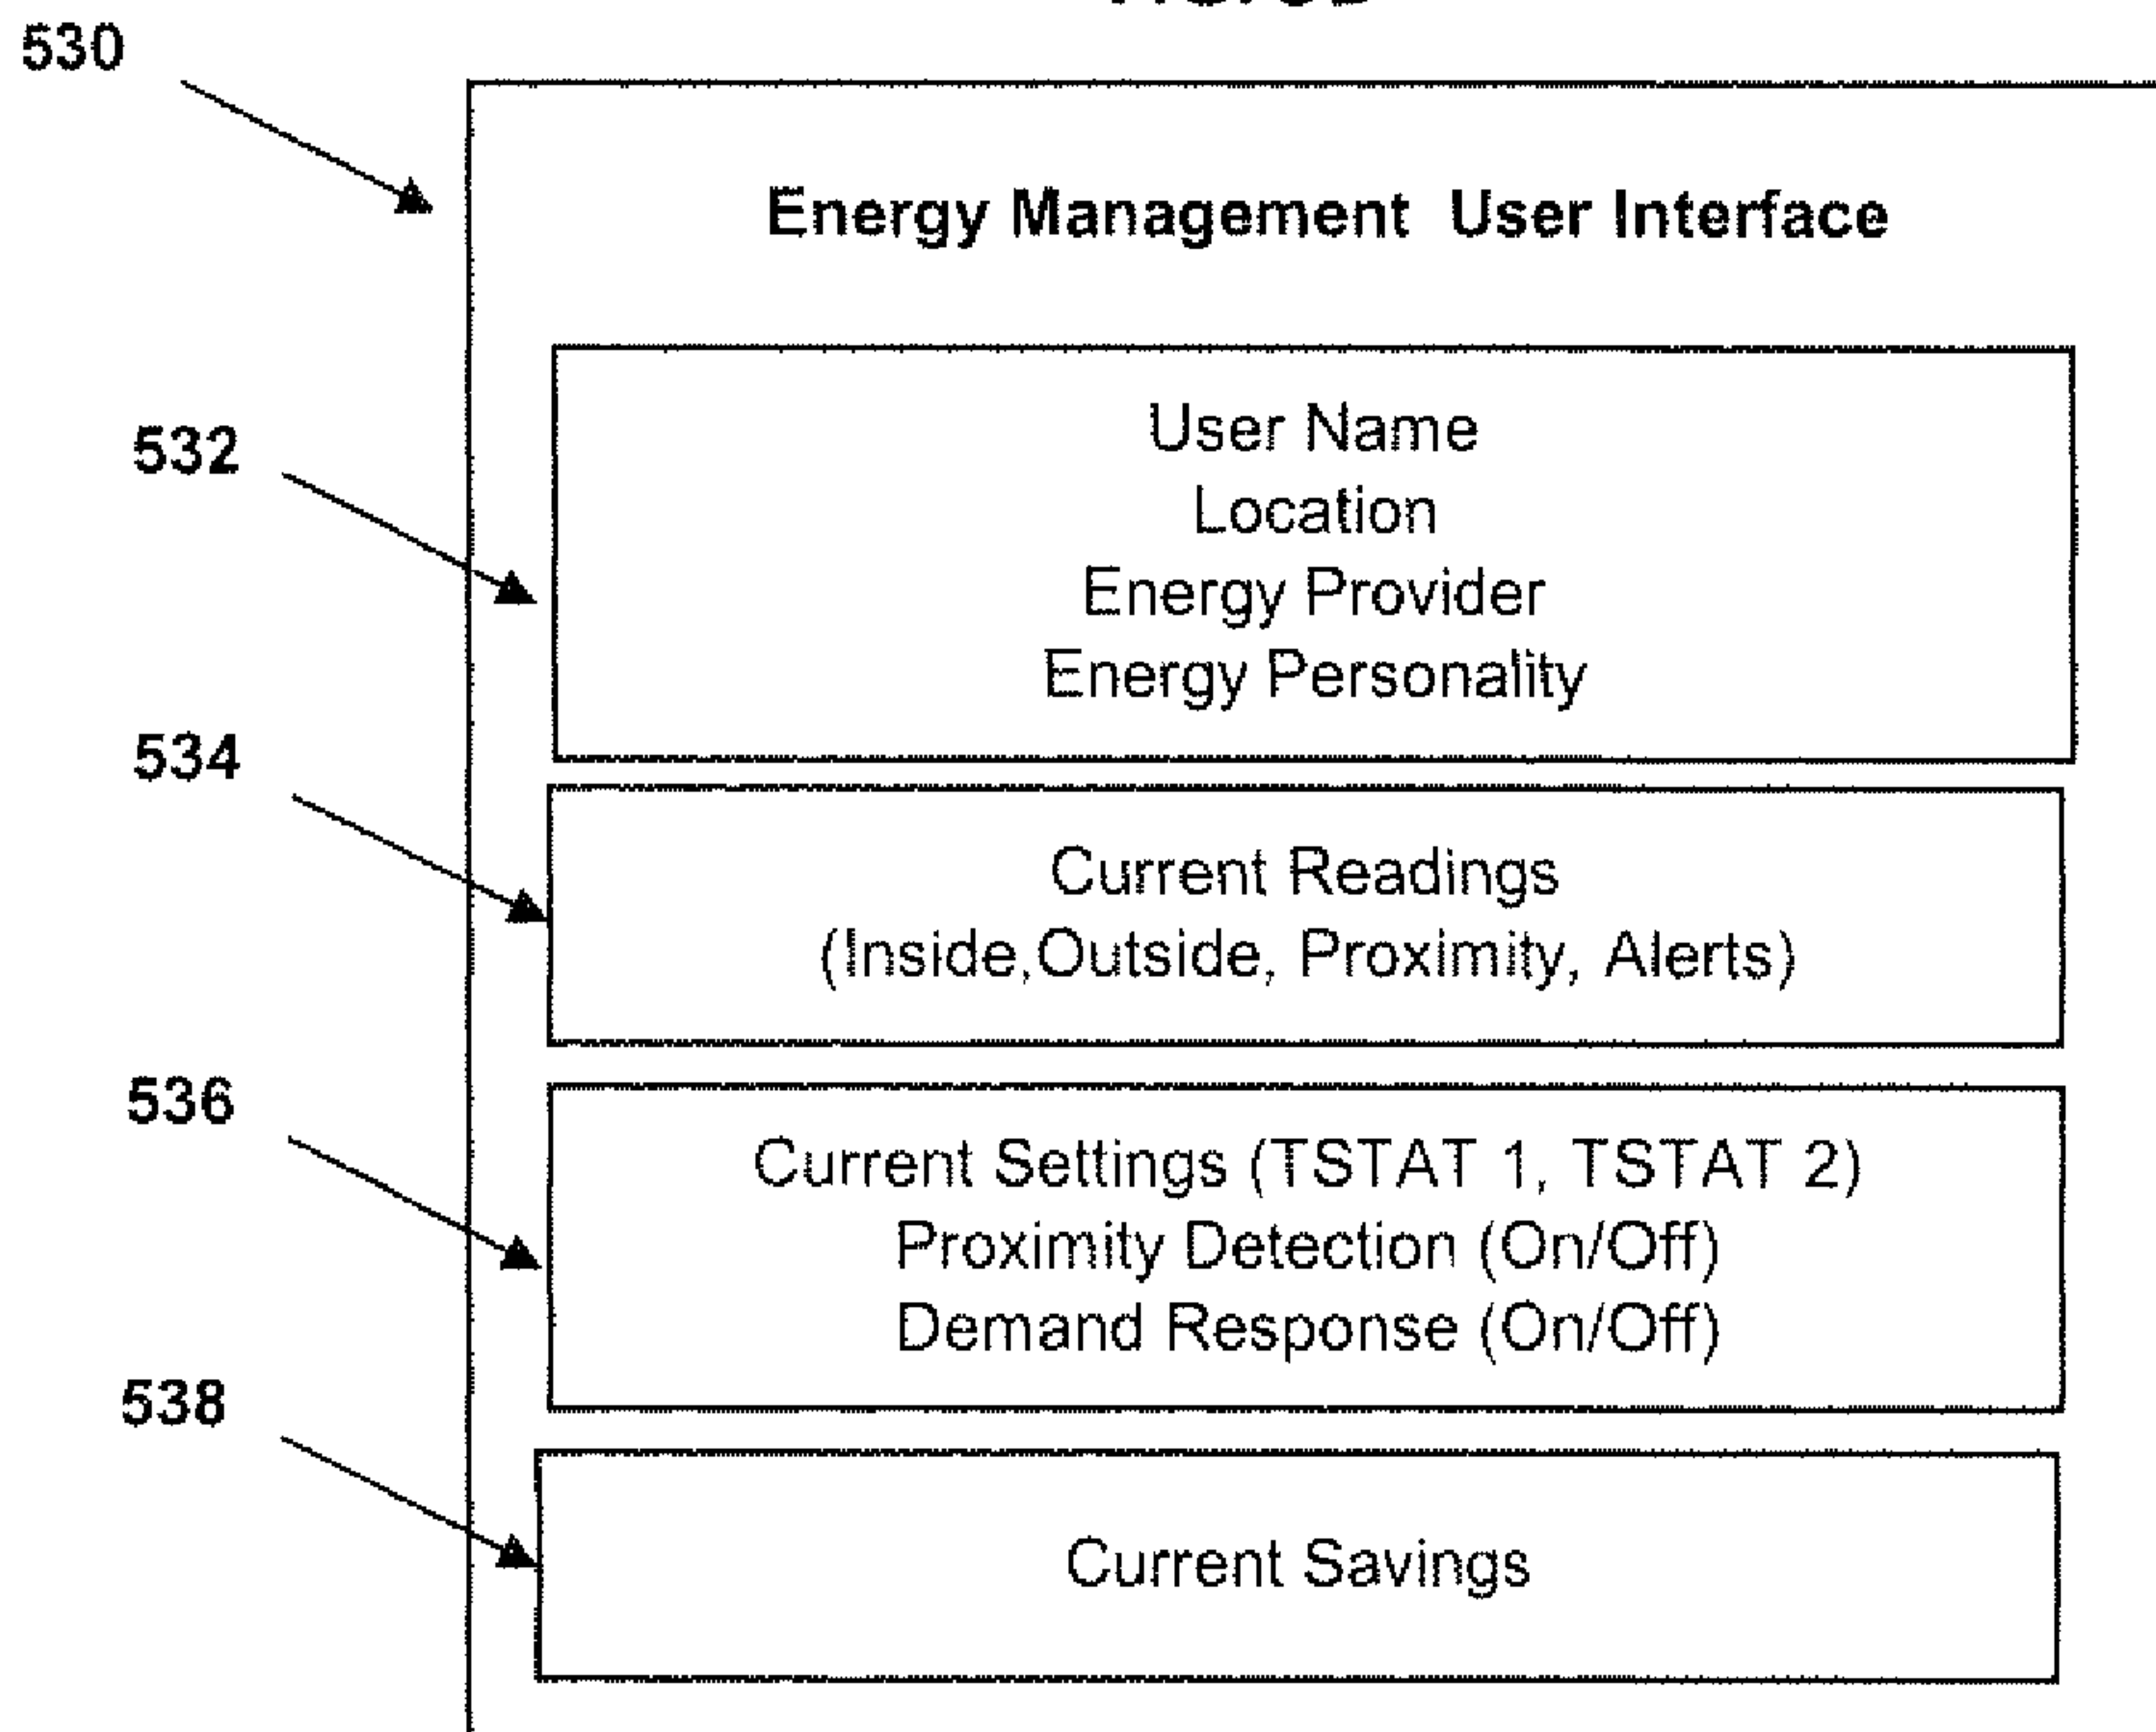 530
Energy Management User Interface
532
User Name
Location
Energy Provider
Energy Personality
534
Current Readings
(Inside,Outside, Proximity, Alerts)
536
Current Settings (TSTAT 1, TSTAT 2)
Proximity Detection (On/Off)
Demand Response (On/Off)
538
Current Savings